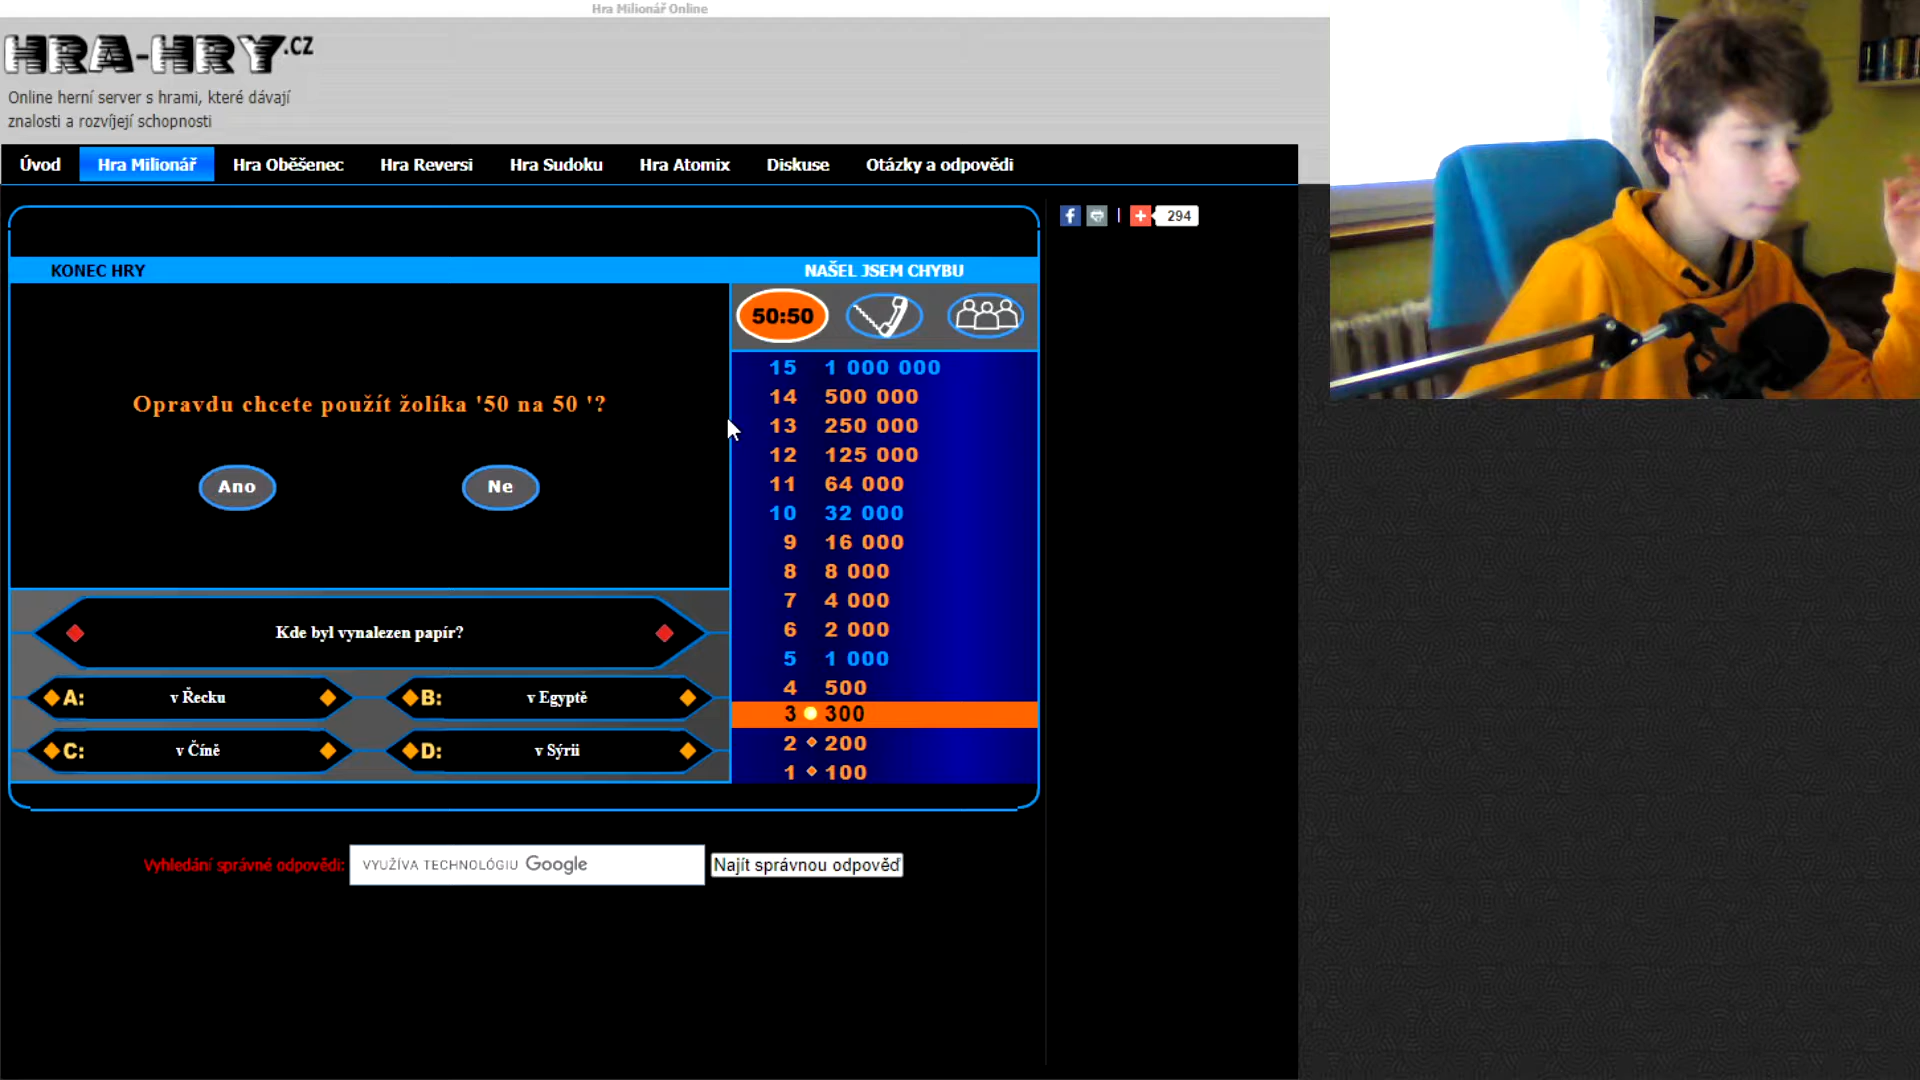 Hra Milionář Online
HRA-HRY.CZ
Online herní server s hrami, které dávají
znalosti a rozvíjejí schopnosti
Úvod Hra Milionář Hra Oběšenec Hra Reversi Hra Sudoku Hra Atomix Diskuse Otázky a odpovědi
294
KONEC HRY NAŠEL JSEM CHYBU
50:50
Opravdu chcete použít žolíka '50 na 50 '?
Ano Ne
15 1 000 000
14 500 000
13 250 000
12 125 000
11 64 000
10 32 000
9 16 000
8 8 000
7 4 000
6 2 000
5 1 000
4 500
3 300
2 200
1 100
Kde byl vynalezen papír?
A: v Řecku
B: v Egyptě
C: v Číně
D: v Sýrii
Vyhledání správné odpovědi: VYUŽÍVA TECHNOLÓGIU Google Najít správnou odpověď